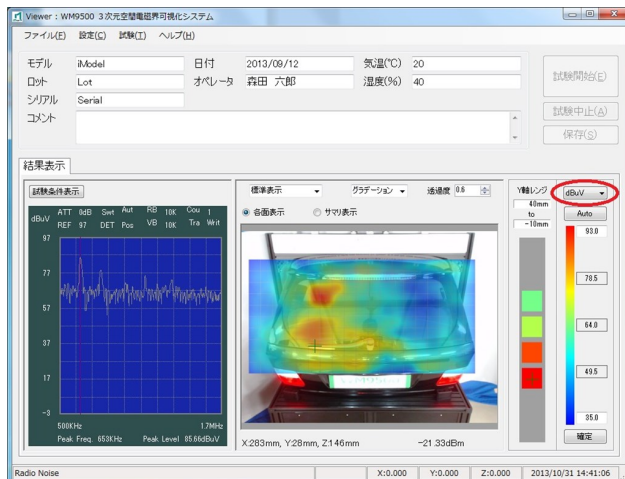 Viewer : WM9500 3次元空間電磁界可視化システム
ファイル(F) 設定(C) 試験(T) ヘルプ(H)
モデル iModel 日付 2013/09/12 気温(℃) 20
ロット Lot オペレータ 森田 六郎 湿度(%) 40
試験開始(E)
シリアル Serial
コメント
試験中止(A)
保存(S)
結果表示
試験条件表示 標準表示 グラデーション 透過度 0.6 Y軸レンジ dBuV
各面表示 サマリ表示 40mm
to
-10mm
Auto
dBuV ATT 0dB Swt Aut RB 10K Cou 1
REF 97 DET Pos VB 10K Tra Writ
97
77
57
37
17
-3
500KHz 1.7MHz
Peak Freq. 653KHz Peak Level 85.66dBuV
X:283mm, Y:28mm, Z:146mm -21.33dBm
93.0
78.5
64.0
49.5
35.0
確定
Radio Noise X:0.000 Y:0.000 Z:0.000 2013/10/31 14:41:06